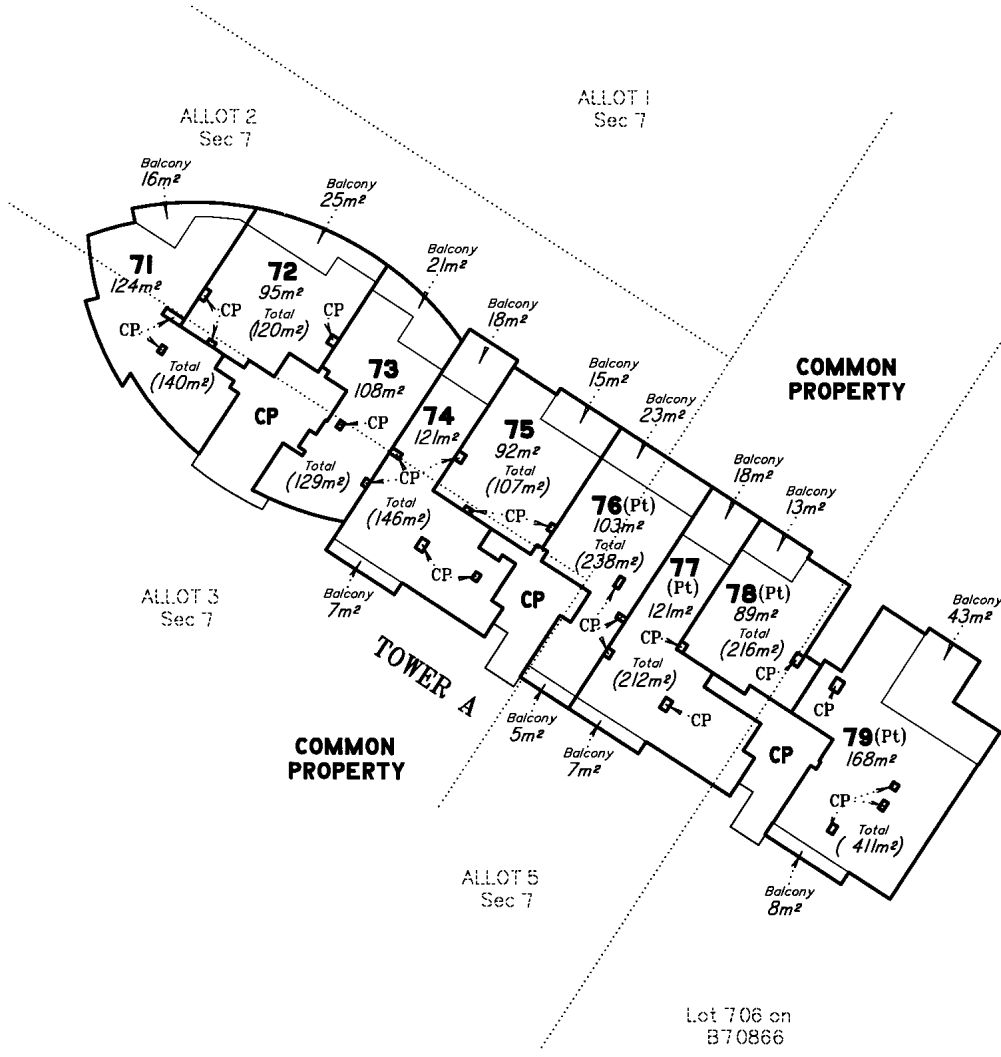 ALLOT 1
Sec 7
ALLOT 2
Sec 7
Balcony
16m²
Balcony
25m²
Balcony
21m²
Balcony
18m²
Balcony
15m²
Balcony
23m²
Balcony
18m²
Balcony
13m²
Balcony
43m²
COMMON
PROPERTY
71
124m²
CP
Total
(140m²)
72
95m²
CP
Total
(120m²)
CP
CP
73
108m²
CP
Total
(129m²)
74
121m²
CP
Total
(146m²)
CP
75
92m²
Total
(107m²)
CP
CP
76(Pt)
103m²
Total
(238m²)
CP
77
(Pt)
121m²
CP
Total
(212m²)
CP
78(Pt)
89m²
Total
(216m²)
CP
CP
CP
79(Pt)
168m²
CP
Total
( 411m²)
Balcony
7m²
ALLOT 3
Sec 7
TOWER A
Balcony
5m²
Balcony
7m²
COMMON
PROPERTY
Balcony
8m²
ALLOT 5
Sec 7
Lot 706 on
B70866